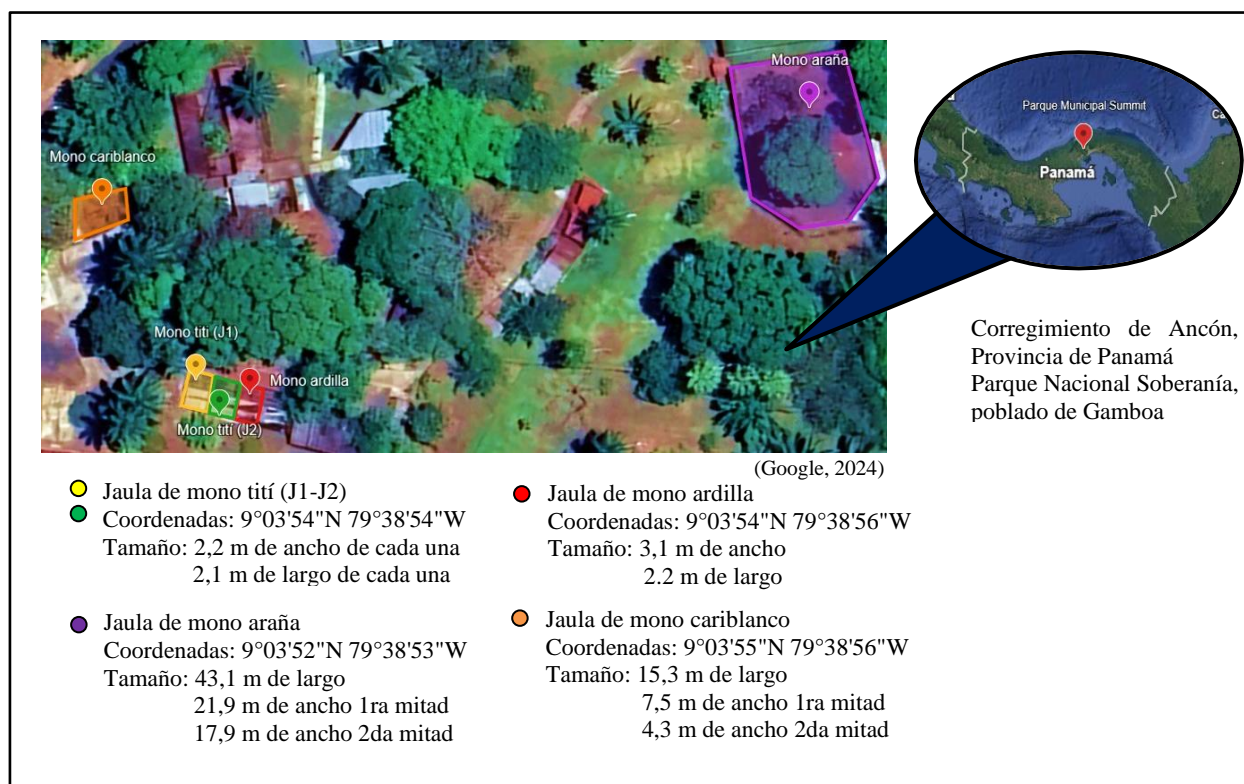 Mono araña
Mono cariblanco
Mono tití (J1)
Mono ardilla
Mono tití (J2)
(Google, 2024)
Parque Municipal Summit
Panamá
Ca
Corregimiento de Ancón,
Provincia de Panamá
Parque Nacional Soberanía,
poblado de Gamboa
Jaula de mono tití (J1-J2)
Coordenadas: 9°03'54"N 79°38'54"W
Tamaño: 2,2 m de ancho de cada una
2,1 m de largo de cada una
Jaula de mono ardilla
Coordenadas: 9°03'54"N 79°38'56"W
Tamaño: 3,1 m de ancho
2.2 m de largo
Jaula de mono araña
Coordenadas: 9°03'52"N 79°38'53"W
Tamaño: 43,1 m de largo
21,9 m de ancho 1ra mitad
17,9 m de ancho 2da mitad
Jaula de mono cariblanco
Coordenadas: 9°03'55"N 79°38'56"W
Tamaño: 15,3 m de largo
7,5 m de ancho 1ra mitad
4,3 m de ancho 2da mitad